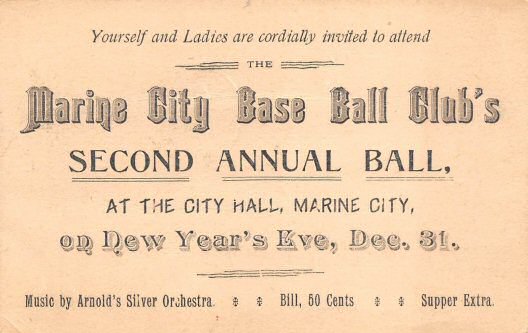 Yourself and Ladies are cordially invited to attend
THE
Marine City Base Ball Club's
SECOND ANNUAL BALL,
AT THE CITY HALL, MARINE CITY,
on New Year's Eve, Dec. 31.
Music by Arnold's Silver Orchestra. Bill, 50 Cents Supper Extra.